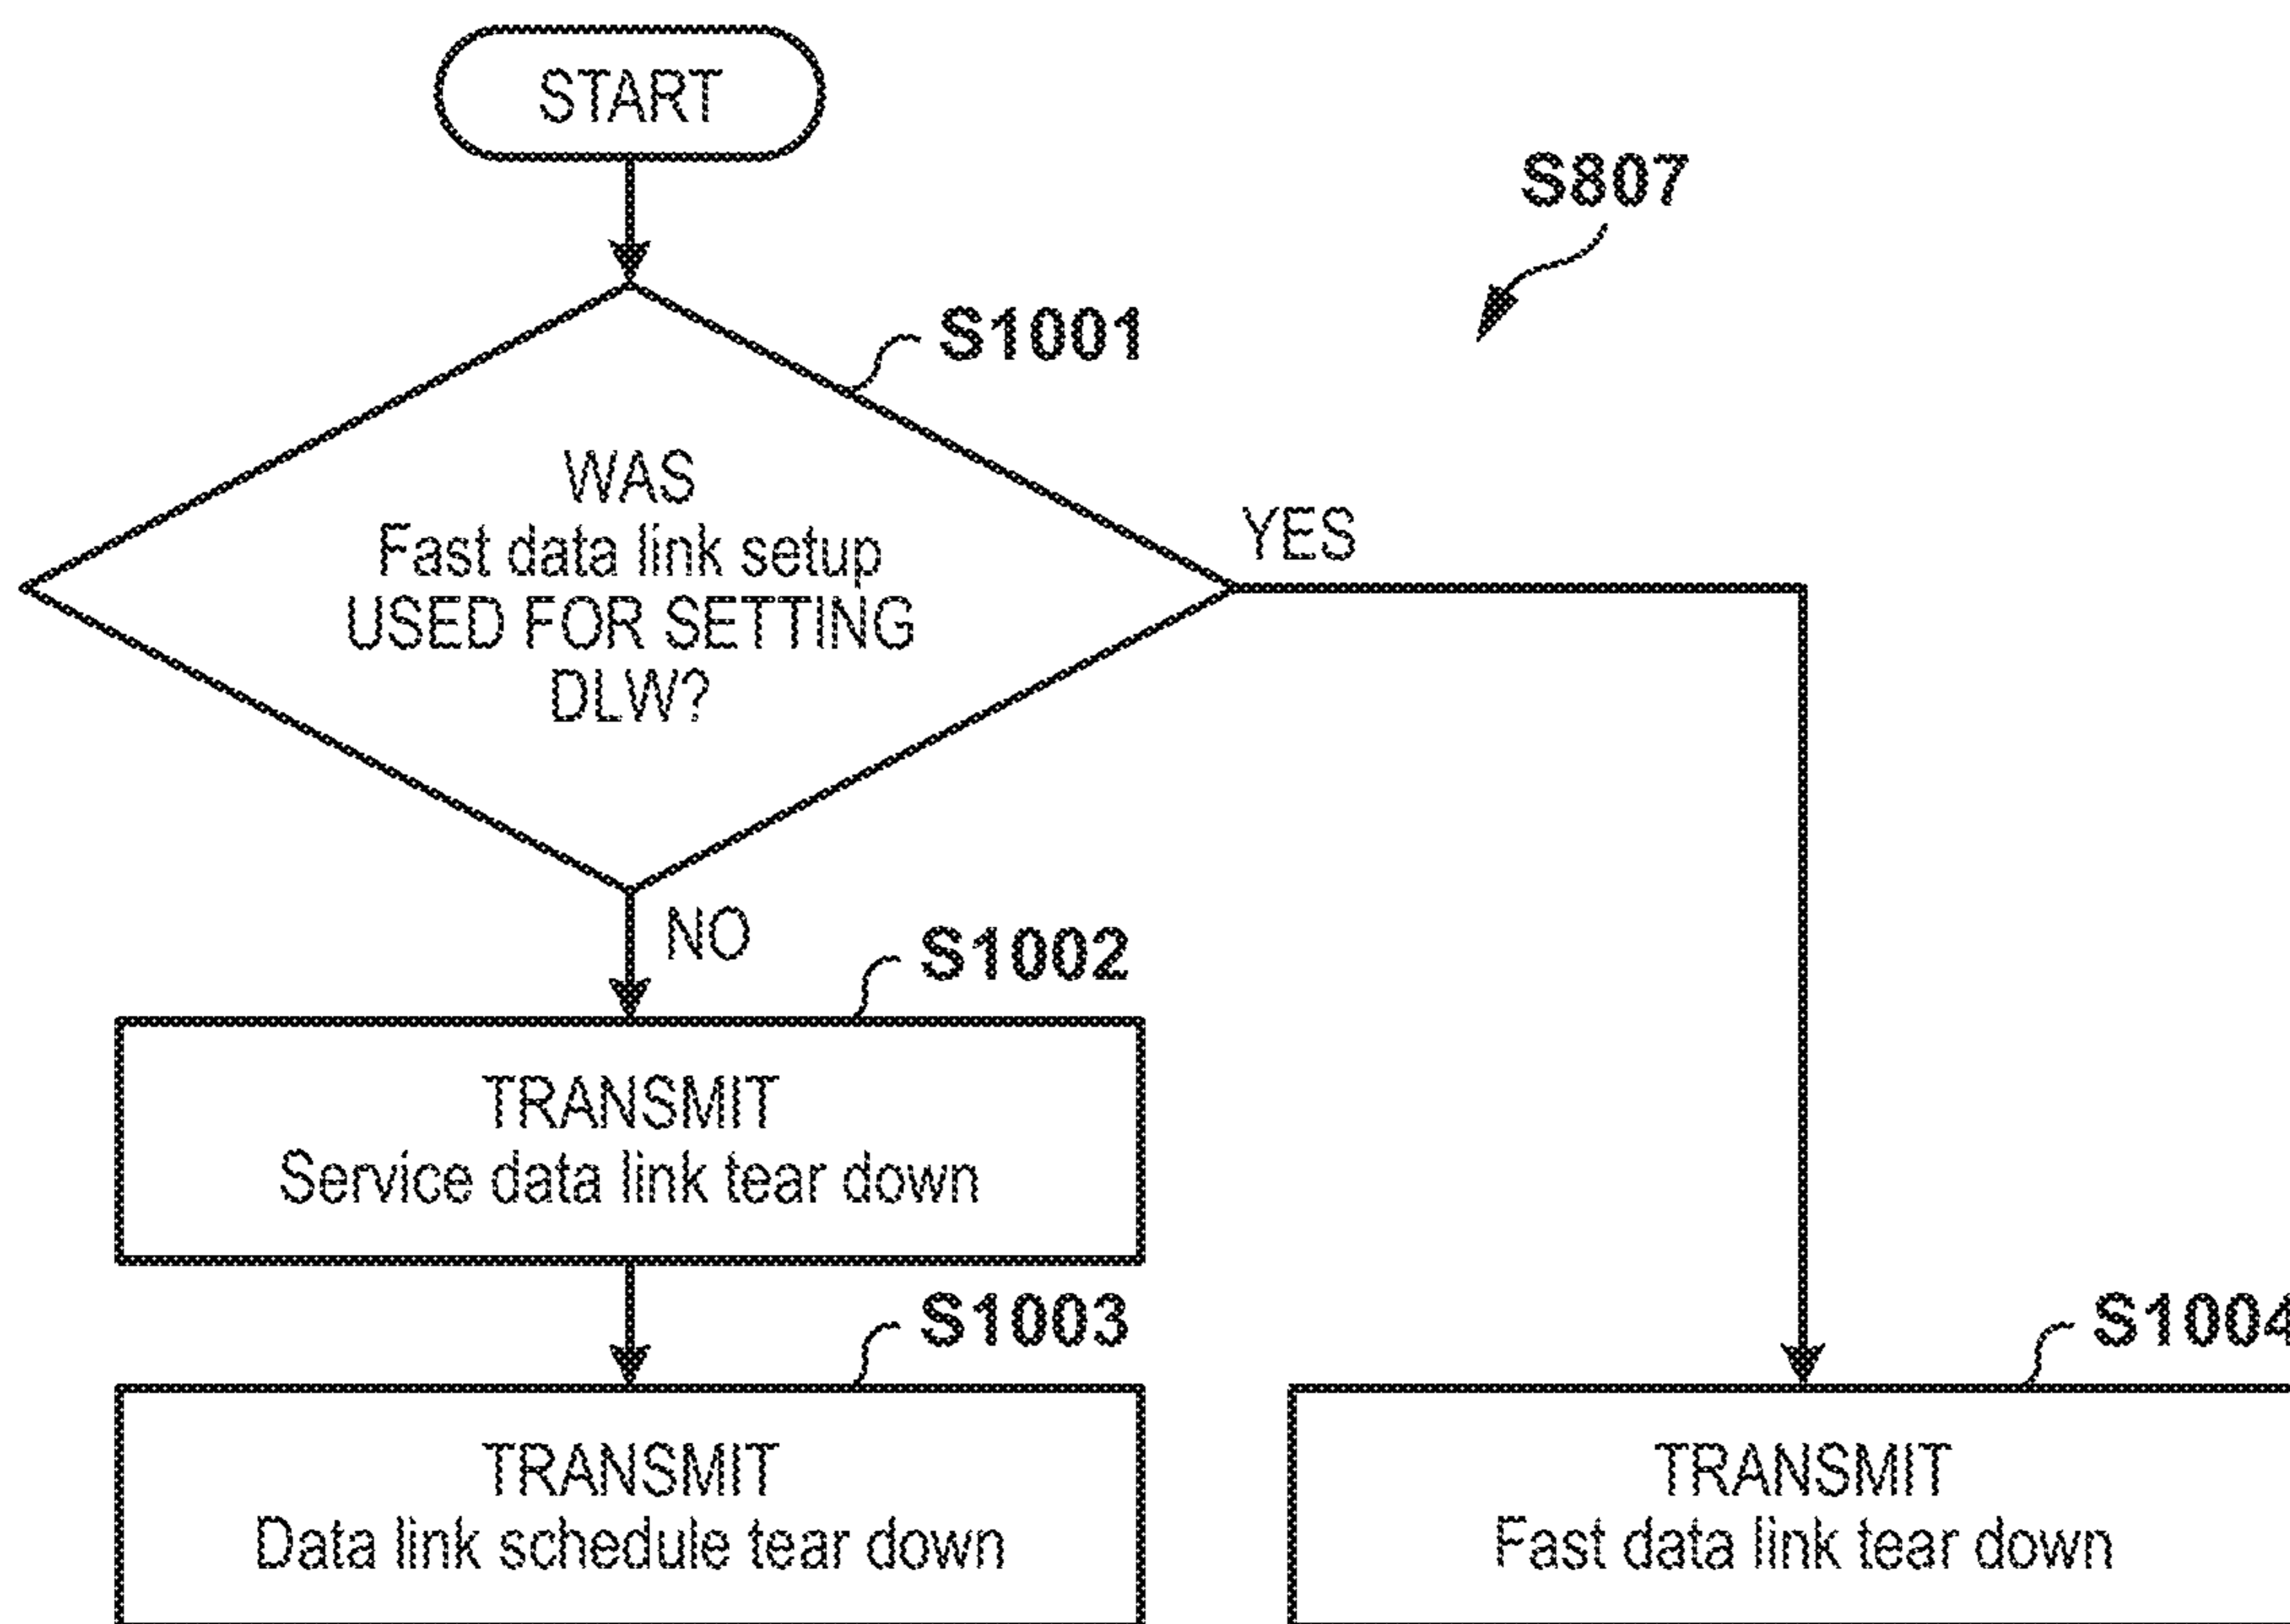 START
S807
S1001
WAS
Fast data link setup
USED FOR SETTING
DLW?
YES
NO
S1002
TRANSMIT
Service data link tear down
S1003
TRANSMIT
Data link schedule tear down
S1004
TRANSMIT
Fast data link tear down